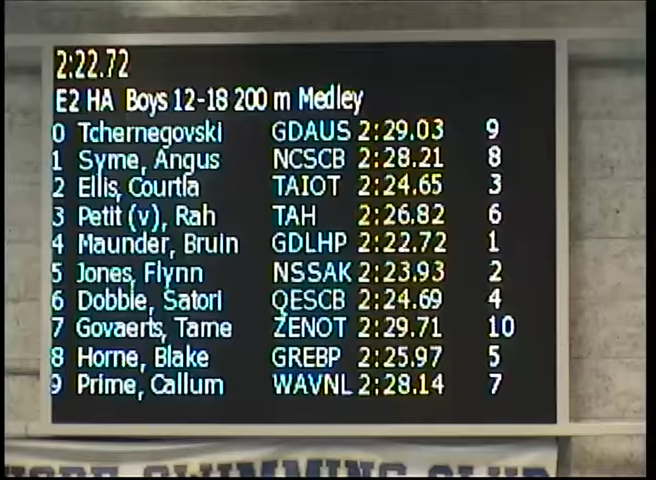 2:22.72
E2 HA Boys 12-18 200 m Medley
0 Tchernegovski GDAUS 2:29.03 9
1 Syme, Angus NCSCB 2:28.21 8
2 Ellis, Courtla TAIOT 2:24.65 3
3 Petit (v), Rah TAH 2:26.82 6
4 Maunder, Bruin GDLHP 2:22.72 1
5 Jones, Flynn NSSAK 2:23.93 2
6 Dobbie, Satori QESCB 2:24.69 4
7 Govaerts, Tame ZENOT 2:29.71 10
8 Horne, Blake GREBP 2:25.97 5
9 Prime, Callum WAVNL 2:28.14 7
SWIMMING CLUB